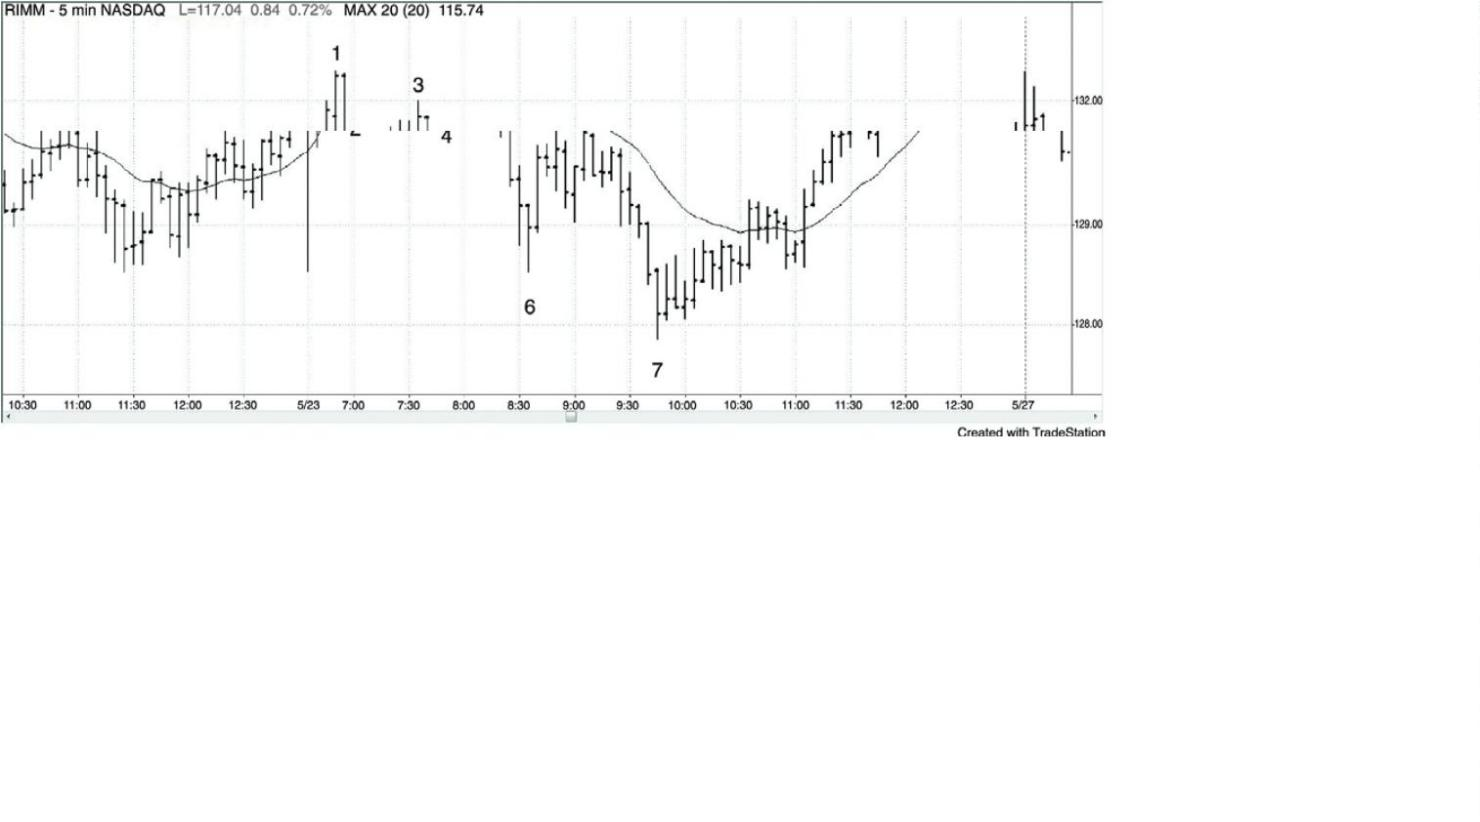 RIMM - 5 min NASDAQ L=117.04 0.84 0.72% MAX 20 (20) 115.74
1
3
132.00
4
129.00
6
128.00
7
10:30 11:00 11:30 12:00 12:30 5/23 7:00 7:30 8:00 8:30 9:00 9:30 10:00 10:30 11:00 11:30 12:00 12:30 5/27
Created with TradeStation